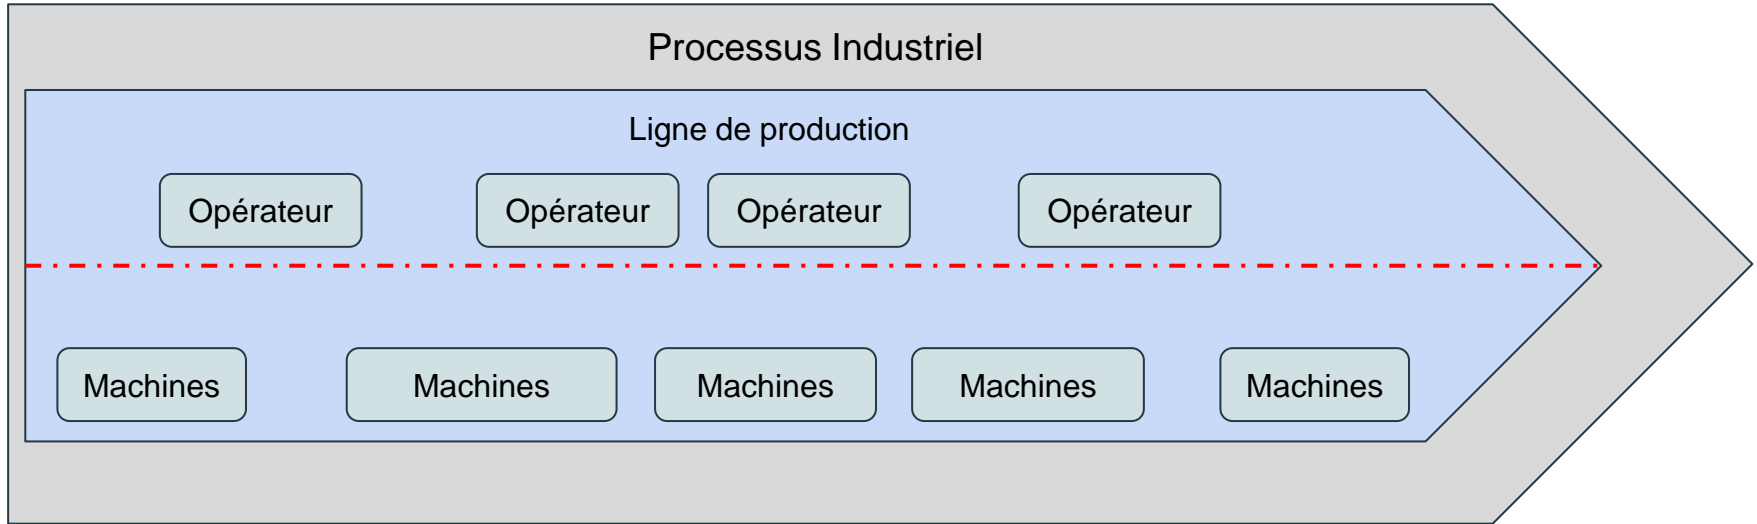 Processus Industriel
Ligne de production
Opérateur Opérateur Opérateur Opérateur
Machines Machines Machines Machines Machines